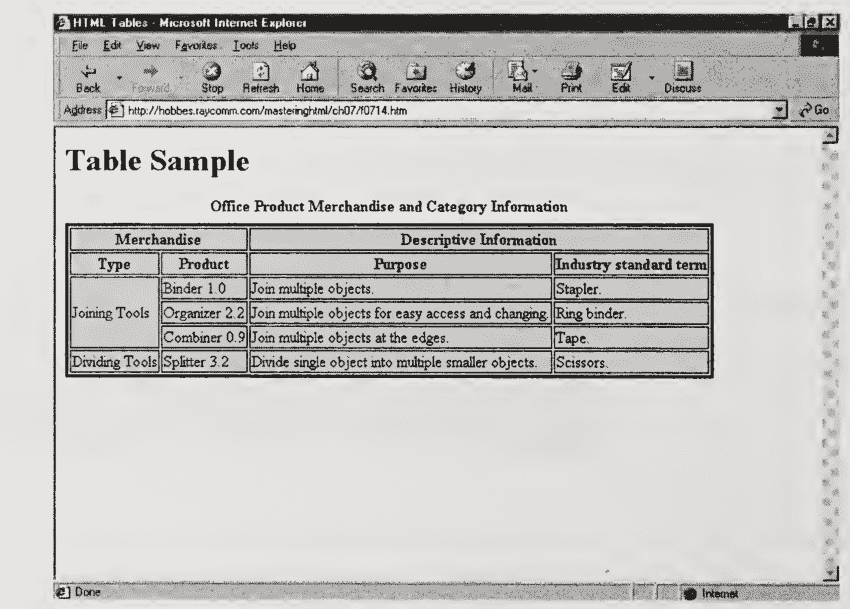 HTML Tables - Microsoft Internet Explorer
File Edit View Favorites Tools Help
Back Forward Stop Refresh Home Search Favorites History Mail Print Edit Discuss
Address http://hobbes.raycomm.com/masteringhtml/ch07/f0714.htm Go
Table Sample
Office Product Merchandise and Category Information
Merchandise Descriptive Information
Type Product Purpose Industry standard term
Joining Tools Binder 1.0 Join multiple objects. Stapler.
Organizer 2.2 Join multiple objects for easy access and changing. Ring binder.
Combiner 0.9 Join multiple objects at the edges. Tape.
Dividing Tools Splitter 3.2 Divide single object into multiple smaller objects. Scissors.
Done Internet